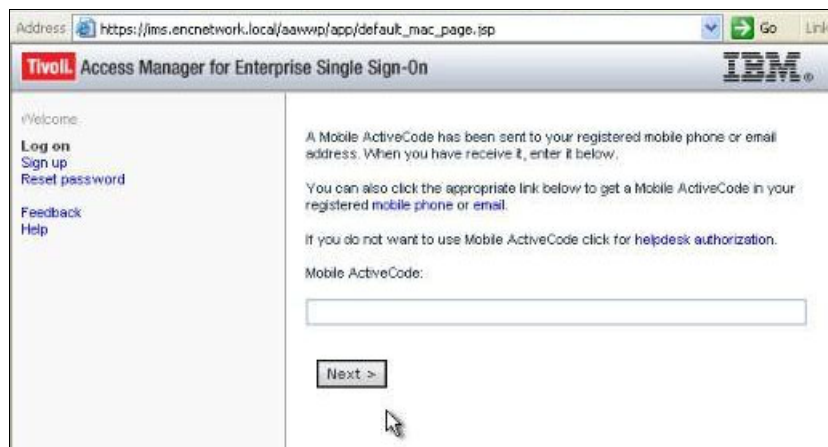 Address https://ims.encnetwork.local/aawwp/app/default_mac_page.jsp Go Link
Tivoli. Access Manager for Enterprise Single Sign-On IBM®
Welcome
Log on
Sign up
Reset password
Feedback
Help
A Mobile ActiveCode has been sent to your registered mobile phone or email
address. When you have receive it, enter it below.
You can also click the appropriate link below to get a Mobile ActiveCode in your
registered mobile phone or email.
If you do not want to use Mobile ActiveCode click for helpdesk authorization.
Mobile ActiveCode:
Next >